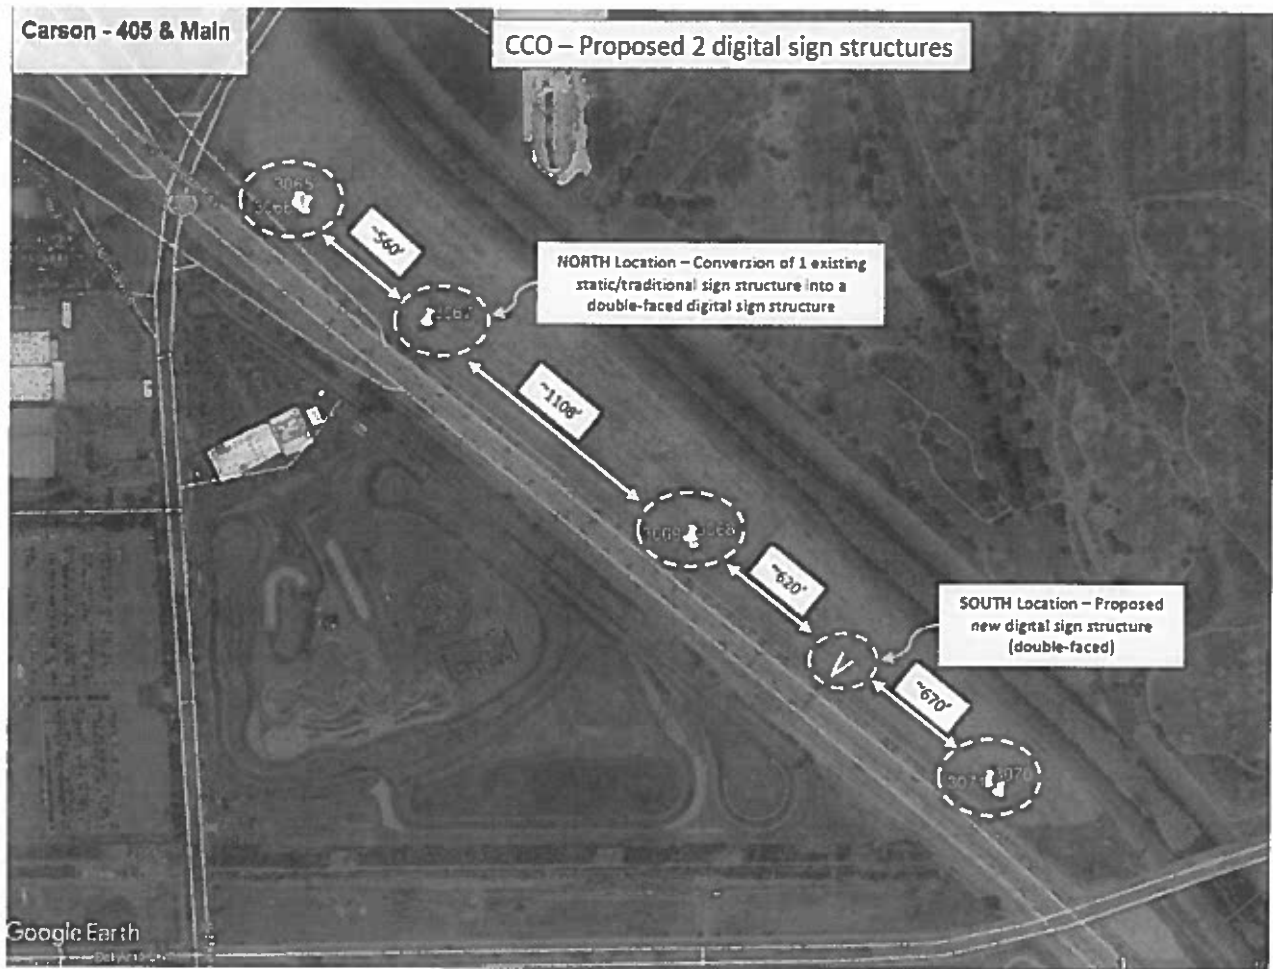 Carson - 405 & Main
CCO – Proposed 2 digital sign structures
3065
~560'
NORTH Location – Conversion of 1 existing
static/traditional sign structure into a
double-faced digital sign structure
~1108'
~620'
SOUTH Location – Proposed
new digital sign structure
(double-faced)
~670'
3070
Google Earth